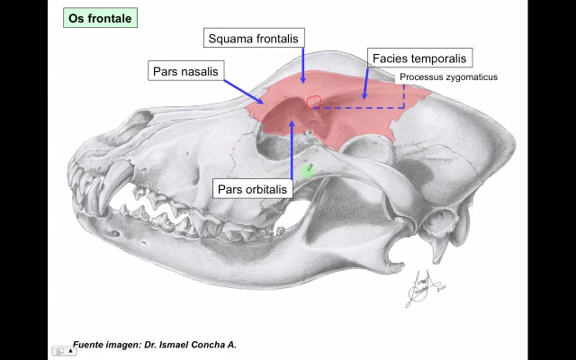 Os frontale
Squama frontalis
Facies temporalis
Pars nasalis
Processus zygomaticus
Pars orbitalis
Fuente imagen: Dr. Ismael Concha A.